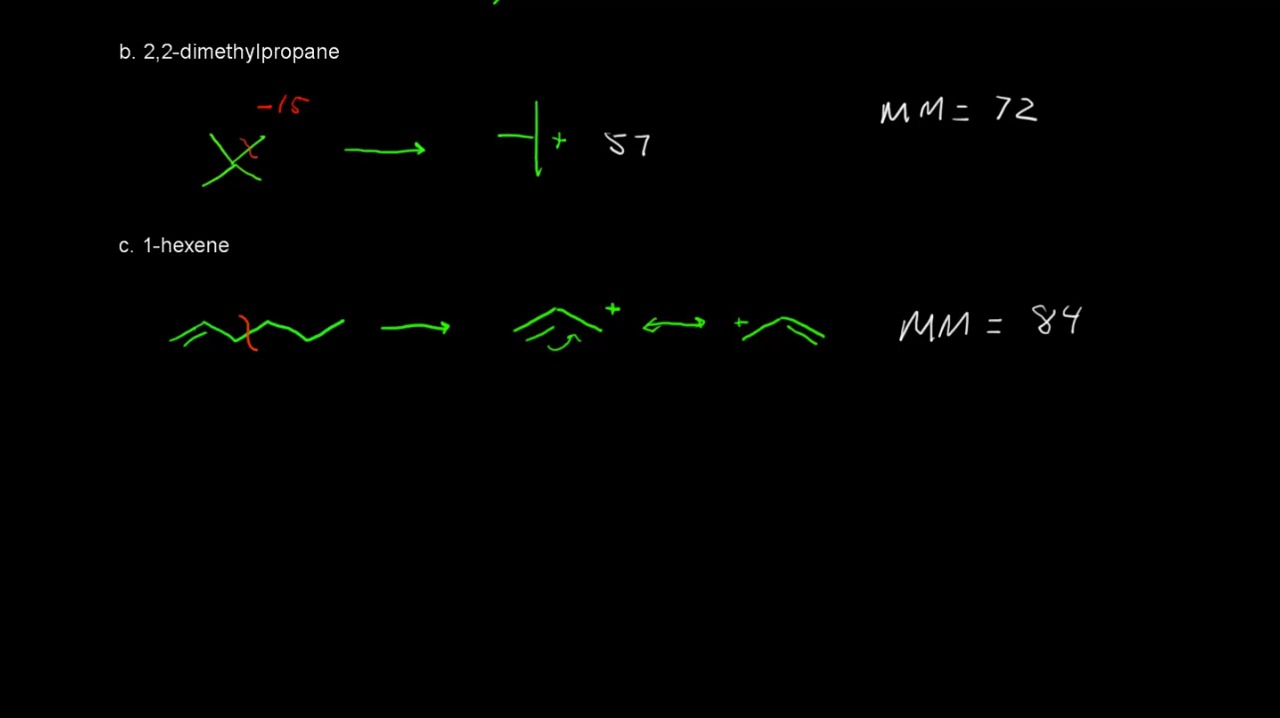 b. 2,2-dimethylpropane
-15
+ 57
MM = 72
c. 1-hexene
+
+
MM = 84